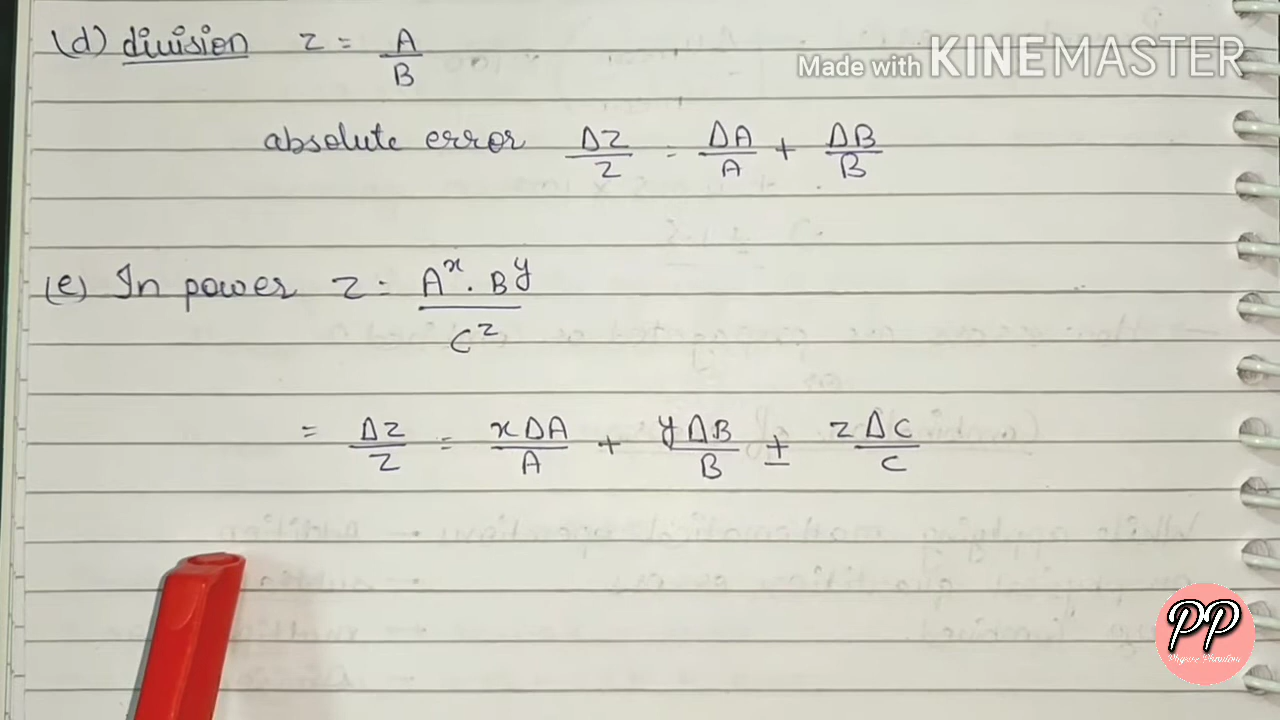 (d) division z = A/B
Made with KINEMASTER
absolute error ΔZ/Z = ΔA/A + ΔB/B
(e) In power z = A^x . B^y / C^z
= ΔZ/Z = xΔA/A + yΔB/B ± zΔC/C
PP